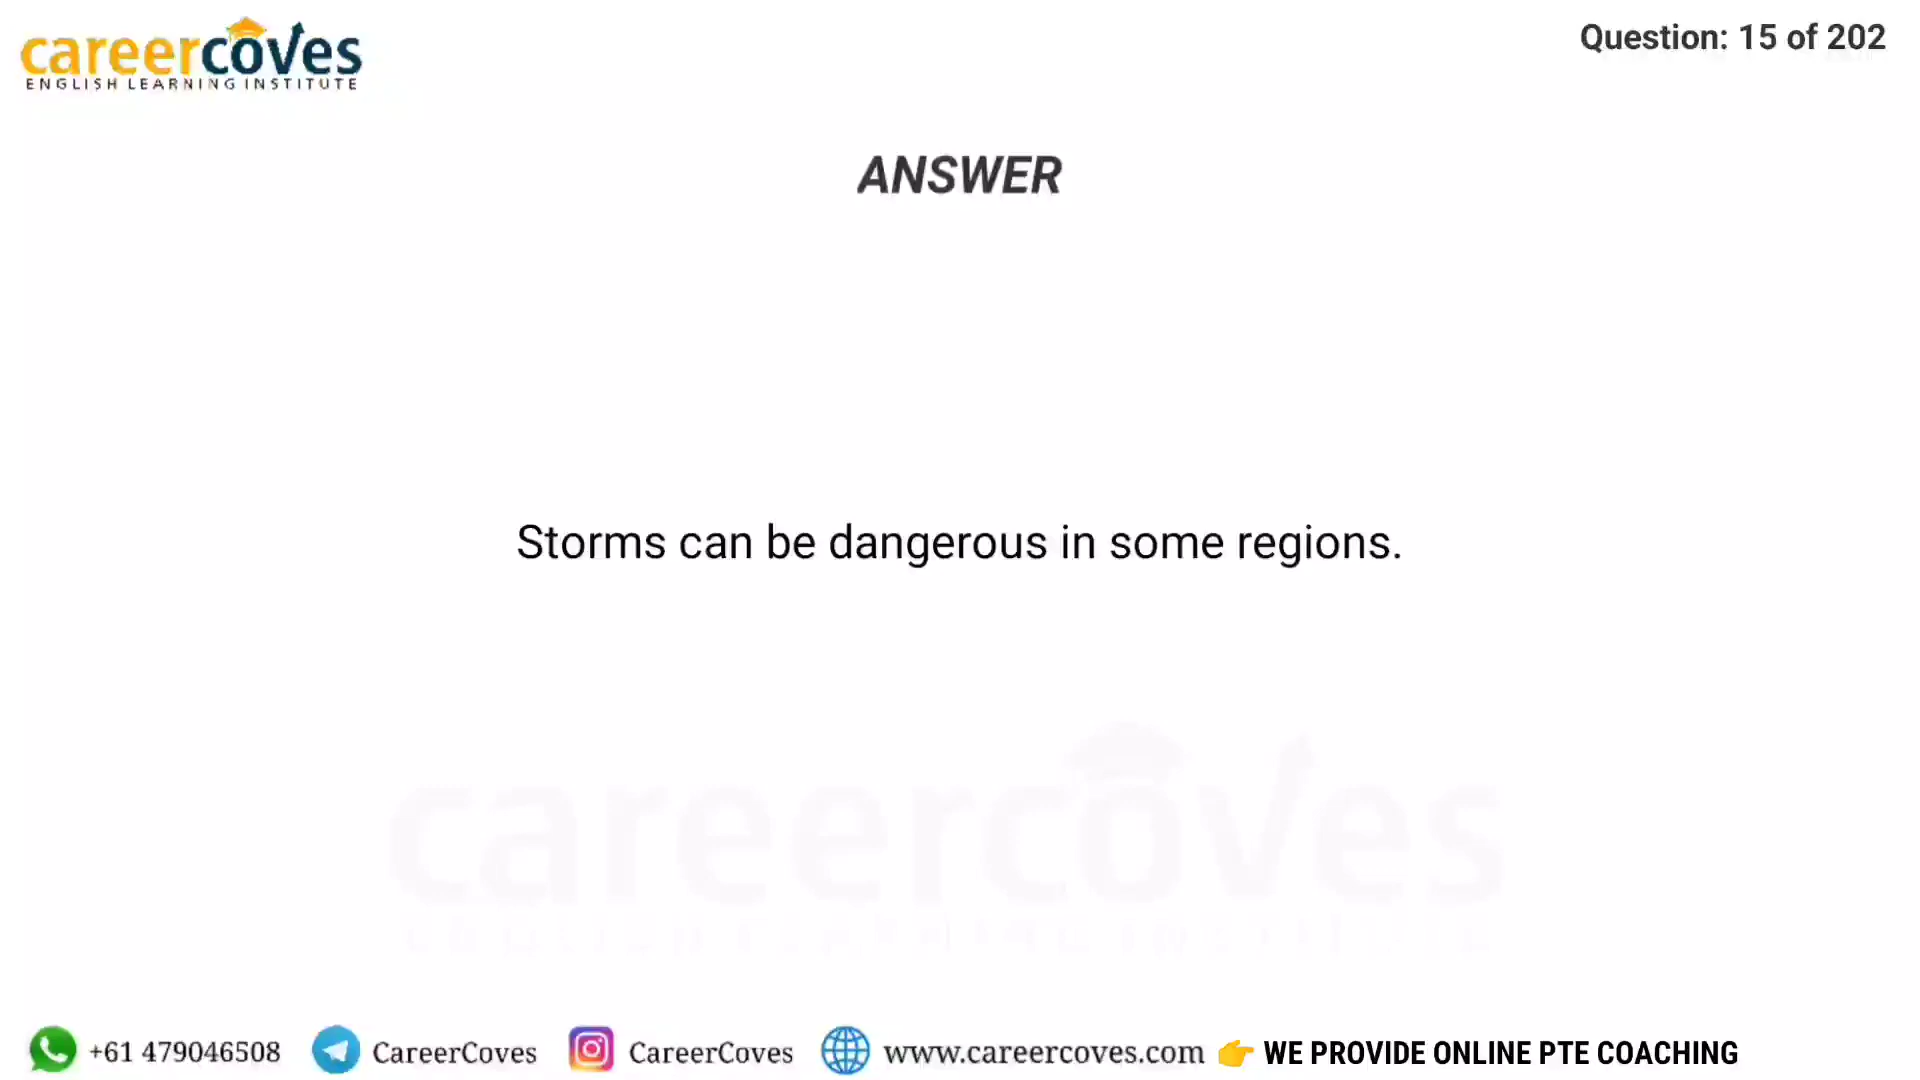 careercoves
ENGLISH LEARNING INSTITUTE
Question: 15 of 202
ANSWER
Storms can be dangerous in some regions.
careercoves
+61 479046508 CareerCoves CareerCoves www.careercoves.com 👉 WE PROVIDE ONLINE PTE COACHING